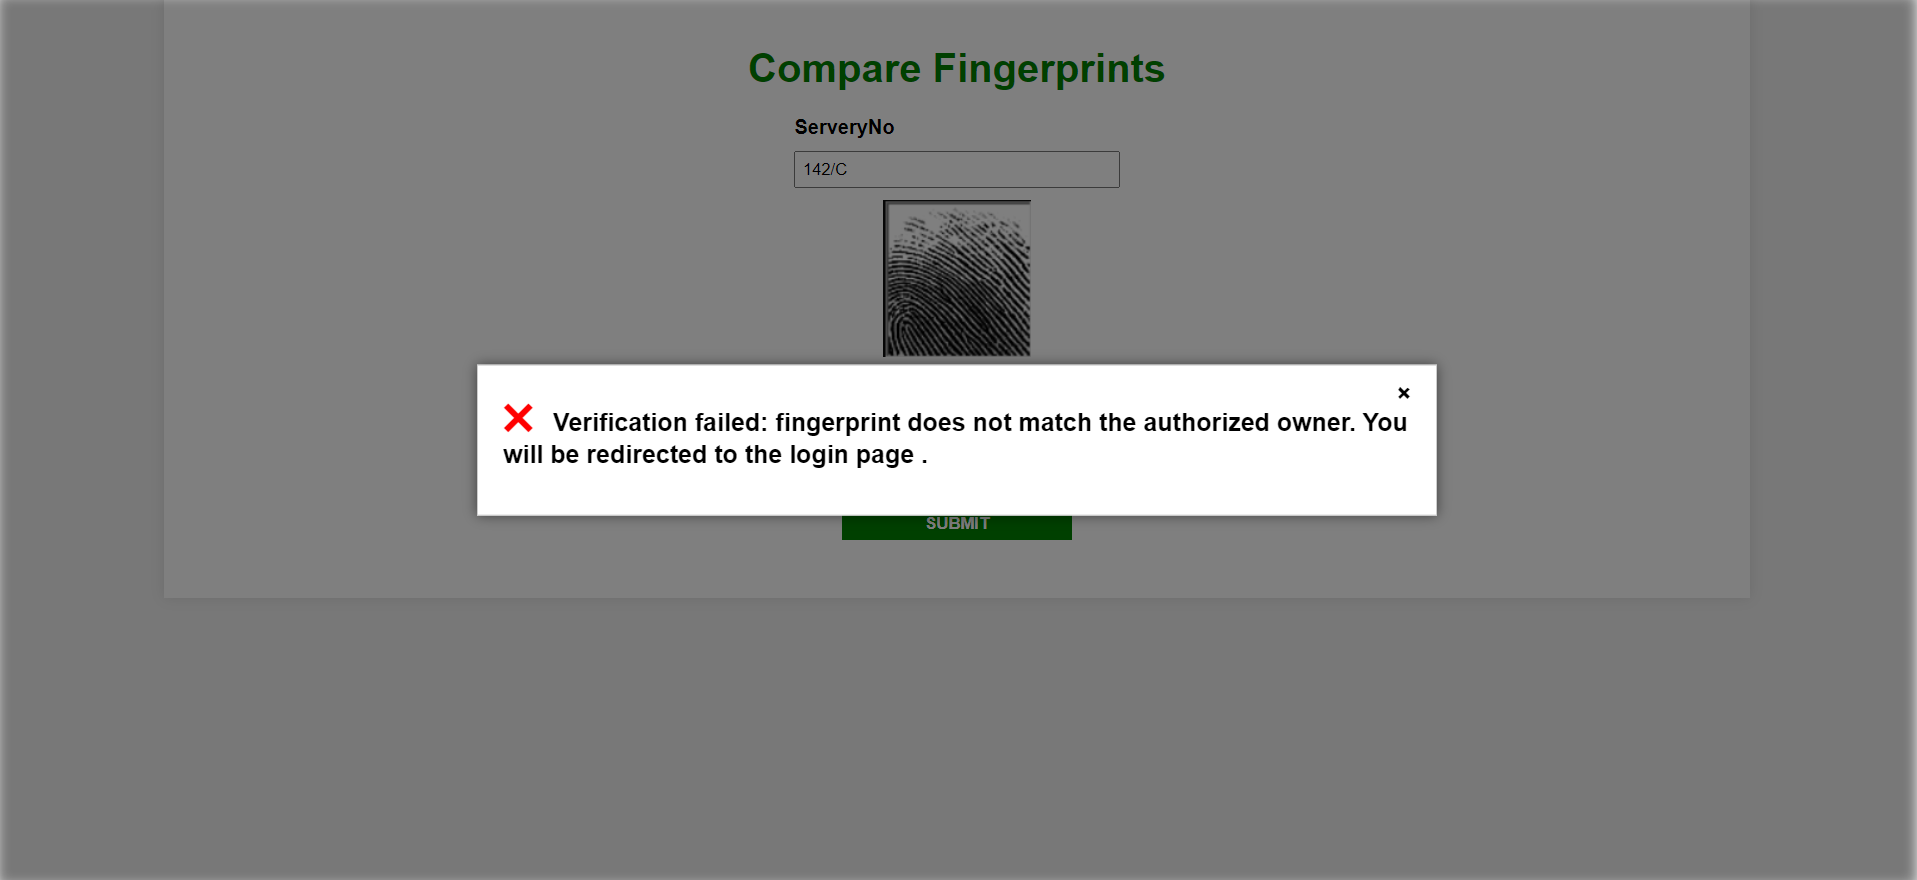 Compare Fingerprints
ServeryNo
142/C
×
❌ Verification failed: fingerprint does not match the authorized owner. You
will be redirected to the login page .
SUBMIT